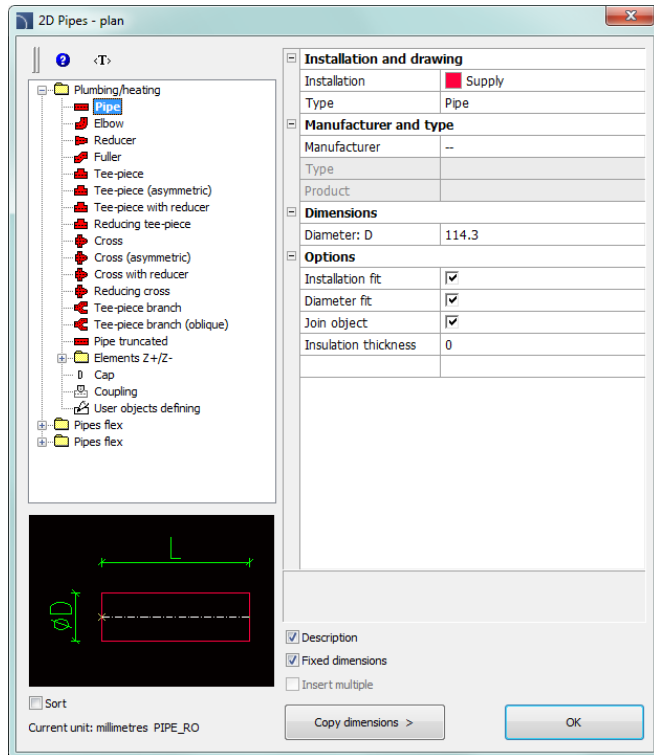 2D Pipes - plan
x
?
<T>
Plumbing/heating
Pipe
Elbow
Reducer
Fuller
Tee-piece
Tee-piece (asymmetric)
Tee-piece with reducer
Reducing tee-piece
Cross
Cross (asymmetric)
Cross with reducer
Reducing cross
Tee-piece branch
Tee-piece branch (oblique)
Pipe truncated
Elements Z+/Z-
Cap
Coupling
User objects defining
Pipes flex
Pipes flex
Installation and drawing
Installation Supply
Type Pipe
Manufacturer and type
Manufacturer --
Type
Product
Dimensions
Diameter: D 114.3
Options
Installation fit
Diameter fit
Join object
Insulation thickness 0
L
ØD
Description
Fixed dimensions
Insert multiple
Sort
Current unit: millimetres PIPE_RO
Copy dimensions >
OK